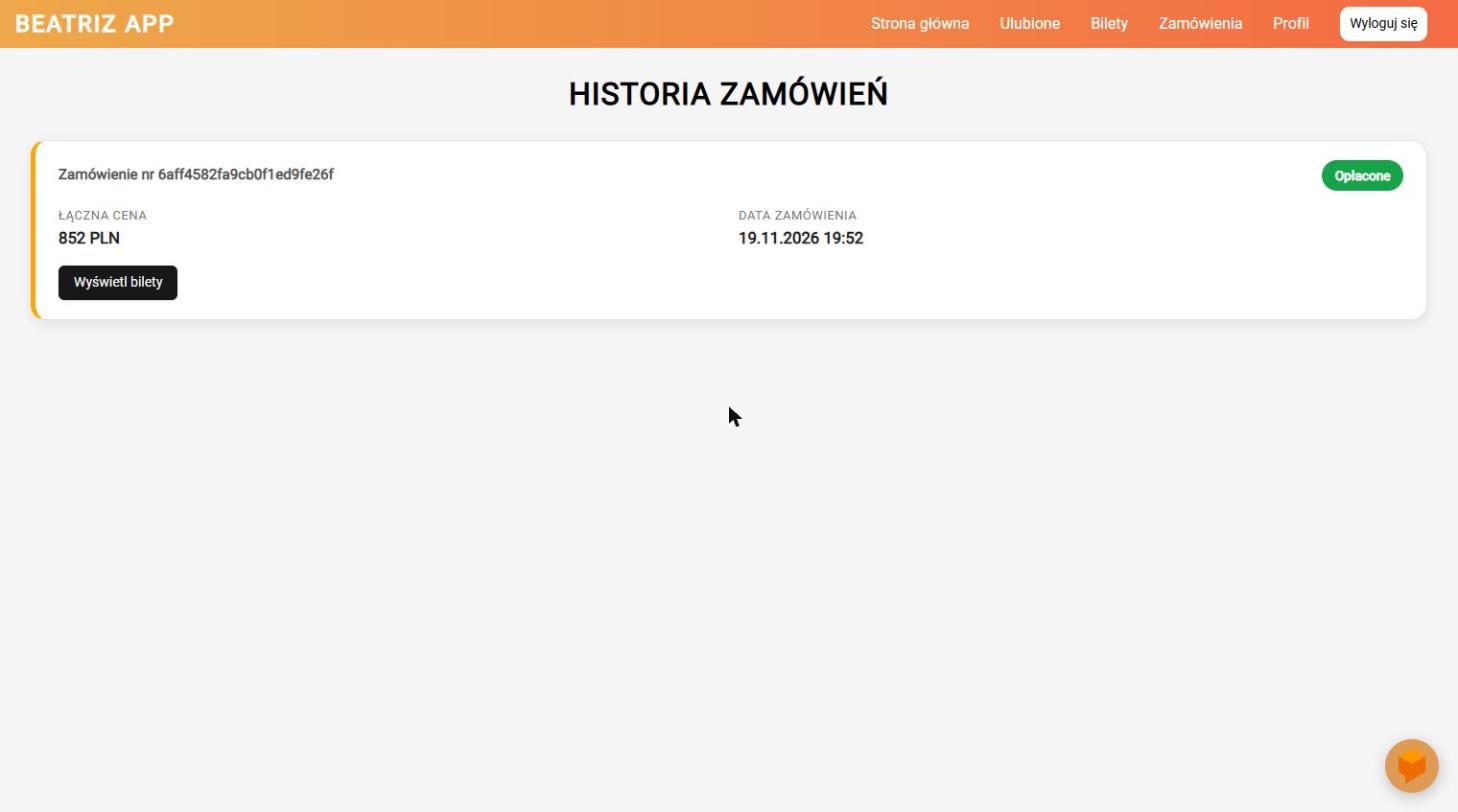 BEATRIZ APP
Strona główna Ulubione Bilety Zamówienia Profil Wyloguj się
HISTORIA ZAMÓWIEŃ
Zamówienie nr 6aff4582fa9cb0f1ed9fe26f
Opłacone
ŁĄCZNA CENA
852 PLN
DATA ZAMÓWIENIA
19.11.2026 19:52
Wyświetl bilety